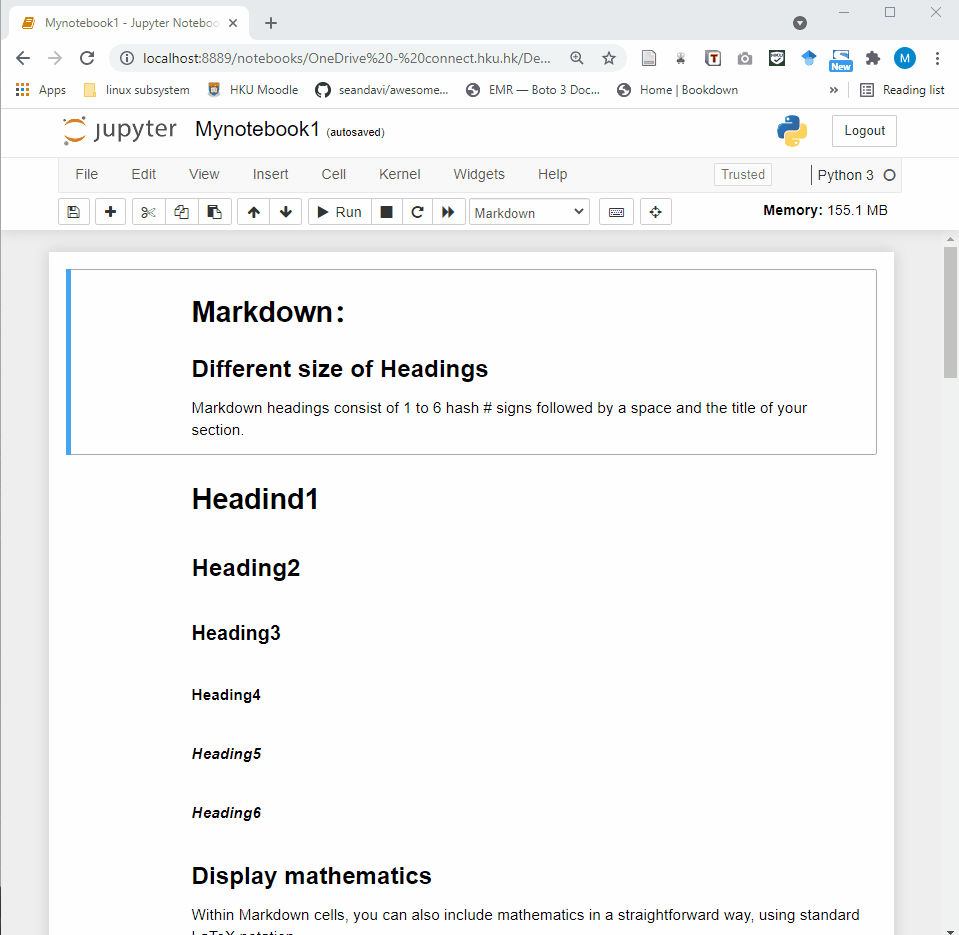 Mynotebook1 - Jupyter Noteboo
localhost:8889/notebooks/OneDrive%20-%20connect.hku.hk/De...
T
New
M
Apps
linux subsystem
HKU Moodle
seandavi/awesome...
EMR — Boto 3 Doc...
Home | Bookdown
»
Reading list
jupyter
Mynotebook1 (autosaved)
Logout
File Edit View Insert Cell Kernel Widgets Help
Trusted
Python 3
Run
Markdown
Memory: 155.1 MB
Markdown:
Different size of Headings
Markdown headings consist of 1 to 6 hash # signs followed by a space and the title of your
section.
Headind1
Heading2
Heading3
Heading4
Heading5
Heading6
Display mathematics
Within Markdown cells, you can also include mathematics in a straightforward way, using standard
LaTeX notation